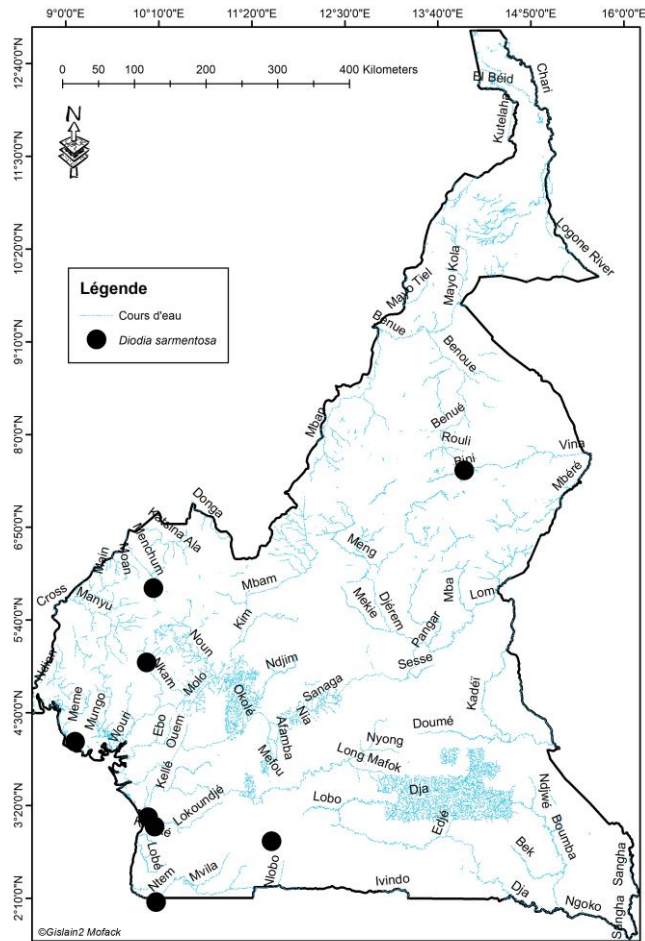 9°0'0"E 10°10'0"E 11°20'0"E 12°30'0"E 13°40'0"E 14°50'0"E 16°0'0"E
12°40'0"N
11°30'0"N
10°20'0"N
9°10'0"N
8°0'0"N
6°50'0"N
5°40'0"N
4°30'0"N
3°20'0"N
2°10'0"N
0 50 100 200 300 400 Kilometers
N
Légende
Cours d'eau
Diodia sarmentosa
El Béid
Chari
Kutelaha
Logone River
Mayo Tiel
Mayo Kola
Benue
Benoue
Benué
Rouli
Bini
Vina
Mbéré
Mban
Donga
Katsina Ala
Menchum
Cross
Manyu
Meng
Mbam
Kim
Mekie
Djérem
Mba
Lom
Pangar
Noun
Nkam
Molo
Ndjim
Sesse
Ndian
Meme
Mungo
Wouri
Ebo
Ouem
Okolé
Sanaga
Nia
Afamba
Mefou
Kadéï
Doumé
Nyong
Long Mafok
Kellé
Lokoundjé
Lobo
Dja
Edjé
Ndjwe
Boumba
Bek
Lobé
Ntem
Mvila
Nlobo
Ivindo
Dja
Ngoko
Sangha
Sangha
©Gislain2 Mofack